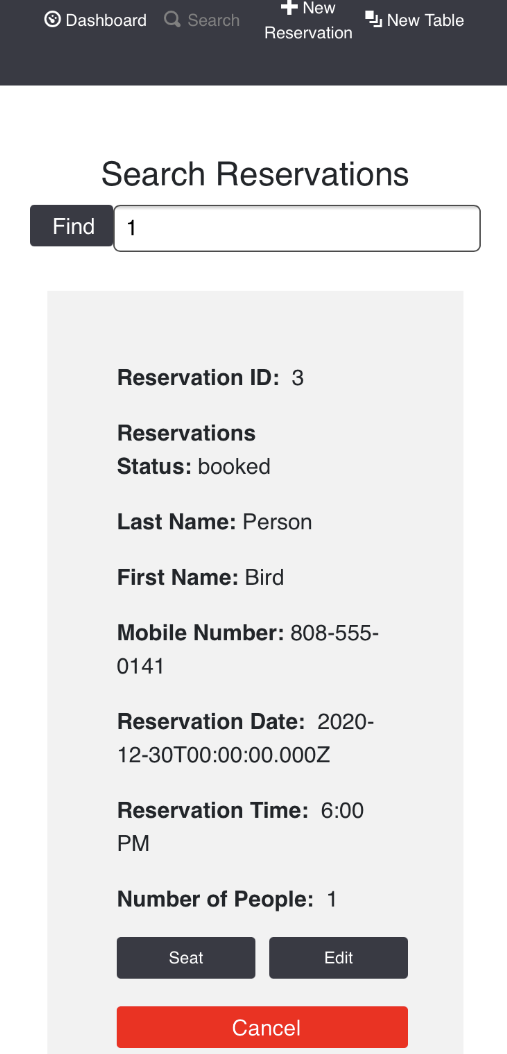 Dashboard
Search
New
Reservation
New Table
Search Reservations
Find
1
Reservation ID: 3
Reservations
Status: booked
Last Name: Person
First Name: Bird
Mobile Number: 808-555-
0141
Reservation Date: 2020-
12-30T00:00:00.000Z
Reservation Time: 6:00
PM
Number of People: 1
Seat
Edit
Cancel